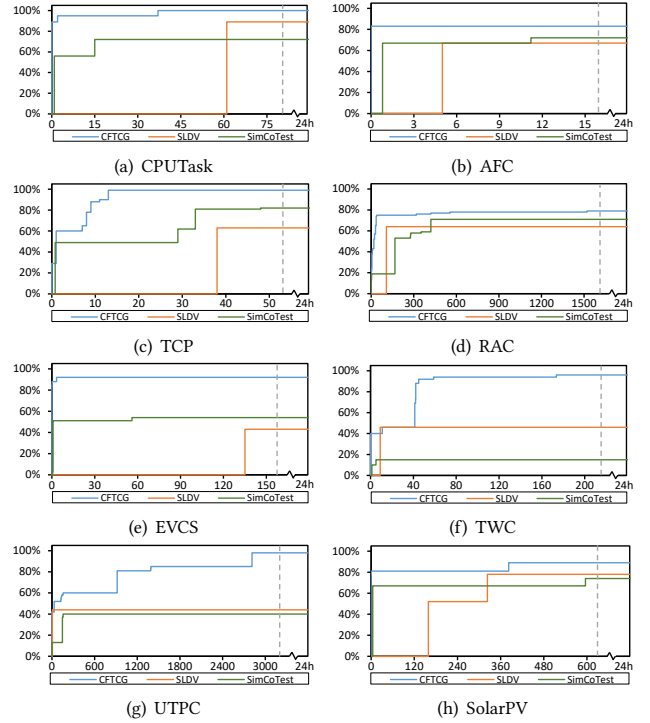 100%
80%
60%
40%
20%
0%
0 15 30 45 60 75 24h
CFTCG SLDV SimCoTest
(a) CPUTask
100%
80%
60%
40%
20%
0%
0 3 6 9 12 15 24h
CFTCG SLDV SimCoTest
(b) AFC
100%
80%
60%
40%
20%
0%
0 10 20 30 40 50 24h
CFTCG SLDV SimCoTest
(c) TCP
100%
80%
60%
40%
20%
0%
0 300 600 900 1200 1500 24h
CFTCG SLDV SimCoTest
(d) RAC
100%
80%
60%
40%
20%
0%
0 30 60 90 120 150 24h
CFTCG SLDV SimCoTest
(e) EVCS
100%
80%
60%
40%
20%
0%
0 40 80 120 160 200 24h
CFTCG SLDV SimCoTest
(f) TWC
100%
80%
60%
40%
20%
0%
0 600 1200 1800 2400 3000 24h
CFTCG SLDV SimCoTest
(g) UTPC
100%
80%
60%
40%
20%
0%
0 120 240 360 480 600 24h
CFTCG SLDV SimCoTest
(h) SolarPV